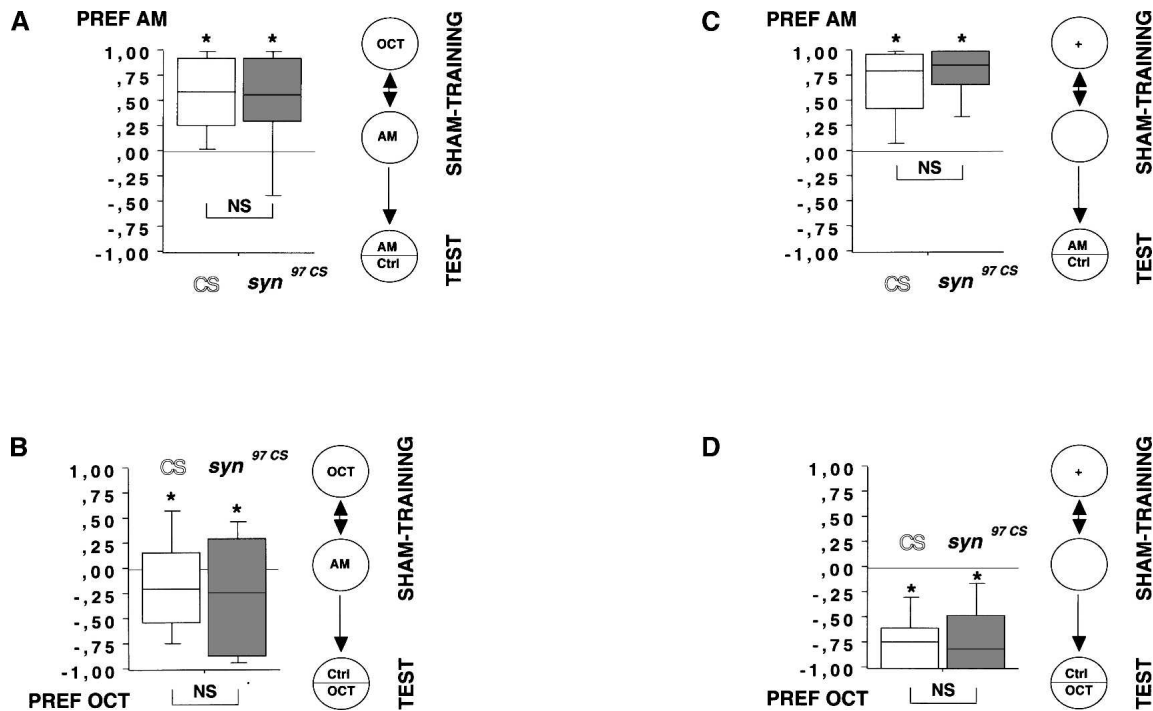 A
PREF AM
1,00
,75
,50
,25
,00
-,25
-,50
-,75
-1,00
* *
NS
CS syn 97 CS
OCT
AM
AM
Ctrl
SHAM-TRAINING
TEST
C
PREF AM
1,00
,75
,50
,25
,00
-,25
-,50
-,75
-1,00
* *
NS
CS syn 97 CS
+
AM
Ctrl
SHAM-TRAINING
TEST
B
CS syn 97 CS
1,00
,75
,50
,25
,00
-,25
-,50
-,75
-1,00
* *
PREF OCT
NS
OCT
AM
Ctrl
OCT
SHAM-TRAINING
TEST
D
1,00
,75
,50
,25
,00
-,25
-,50
-,75
-1,00
CS syn 97 CS
* *
PREF OCT
NS
+
Ctrl
OCT
SHAM-TRAINING
TEST